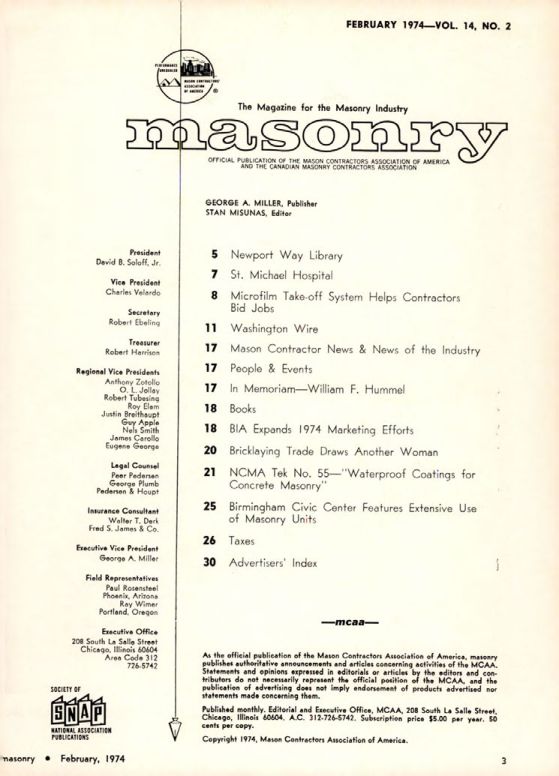 FEBRUARY 1974—VOL. 14, NO. 2
PERFORMANCE
UNEXCELLED
MASON CONTRACTORS'
ASSOCIATION
OF AMERICA
®
The Magazine for the Masonry Industry
masonry
OFFICIAL PUBLICATION OF THE MASON CONTRACTORS ASSOCIATION OF AMERICA
AND THE CANADIAN MASONRY CONTRACTORS ASSOCIATION
GEORGE A. MILLER, Publisher
STAN MISUNAS, Editor
President
David B. Soloff, Jr.
Vice President
Charles Velardo
Secretary
Robert Ebeling
Treasurer
Robert Harrison
Regional Vice Presidents
Anthony Zotollo
O. L. Jollay
Robert Tubesing
Roy Elam
Justin Breithaupt
Guy Apple
Nels Smith
James Carollo
Eugene George
Legal Counsel
Peer Pedersen
George Plumb
Pedersen & Houpt
Insurance Consultant
Walter T. Derk
Fred S. James & Co.
Executive Vice President
George A. Miller
Field Representatives
Paul Rosensteel
Phoenix, Arizona
Ray Wimer
Portland, Oregon
Executive Office
208 South La Salle Street
Chicago, Illinois 60604
Area Code 312
726-5742
SOCIETY OF
SNAP
NATIONAL ASSOCIATION
PUBLICATIONS
5 Newport Way Library
7 St. Michael Hospital
8 Microfilm Take-off System Helps Contractors
Bid Jobs
11 Washington Wire
17 Mason Contractor News & News of the Industry
17 People & Events
17 In Memoriam—William F. Hummel
18 Books
18 BIA Expands 1974 Marketing Efforts
20 Bricklaying Trade Draws Another Woman
21 NCMA Tek No. 55—"Waterproof Coatings for
Concrete Masonry"
25 Birmingham Civic Center Features Extensive Use
of Masonry Units
26 Taxes
30 Advertisers' Index
—mcaa—
As the official publication of the Mason Contractors Association of America, masonry
publishes authoritative announcements and articles concerning activities of the MCAA.
Statements and opinions expressed in editorials or articles by the editors and con-
tributors do not necessarily represent the official position of the MCAA, and the
publication of advertising does not imply endorsement of products advertised nor
statements made concerning them.
Published monthly. Editorial and Executive Office, MCAA, 208 South La Salle Street,
Chicago, Illinois 60604. A.C. 312-726-5742. Subscription price $5.00 per year. 50
cents per copy.
Copyright 1974, Mason Contractors Association of America.
masonry • February, 1974
3